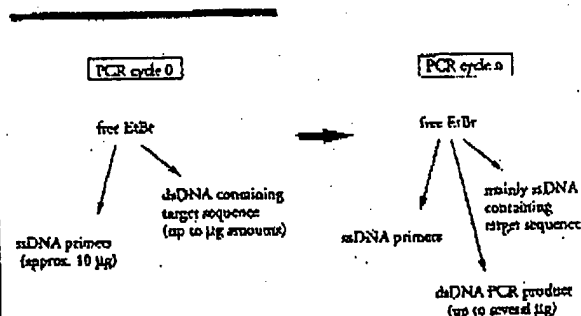 PCR cycle 0
free EtBr
dsDNA containing
target sequence
(up to μg amounts)
ssDNA primers
(approx. 10 μg)
PCR cycle n
free EtBr
mainly ssDNA
containing
target sequence
ssDNA primers
dsDNA PCR product
(up to several μg)